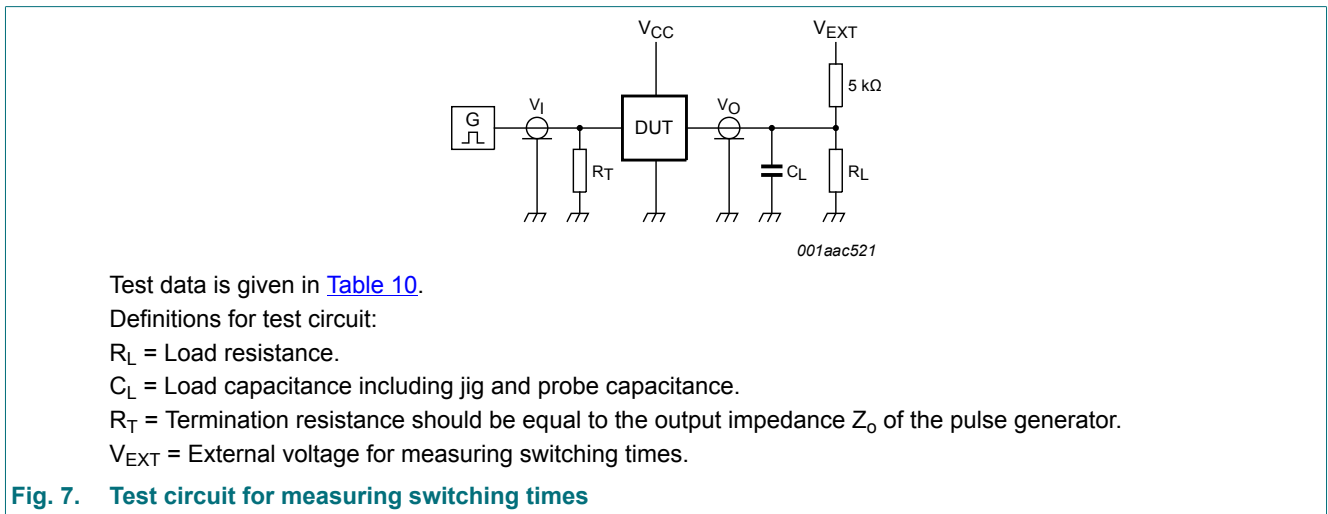 VCC
VEXT
5 kΩ
G
VI
DUT
VO
RT
CL
RL
001aac521
Test data is given in Table 10.
Definitions for test circuit:
RL = Load resistance.
CL = Load capacitance including jig and probe capacitance.
RT = Termination resistance should be equal to the output impedance Zo of the pulse generator.
VEXT = External voltage for measuring switching times.
Fig. 7. Test circuit for measuring switching times